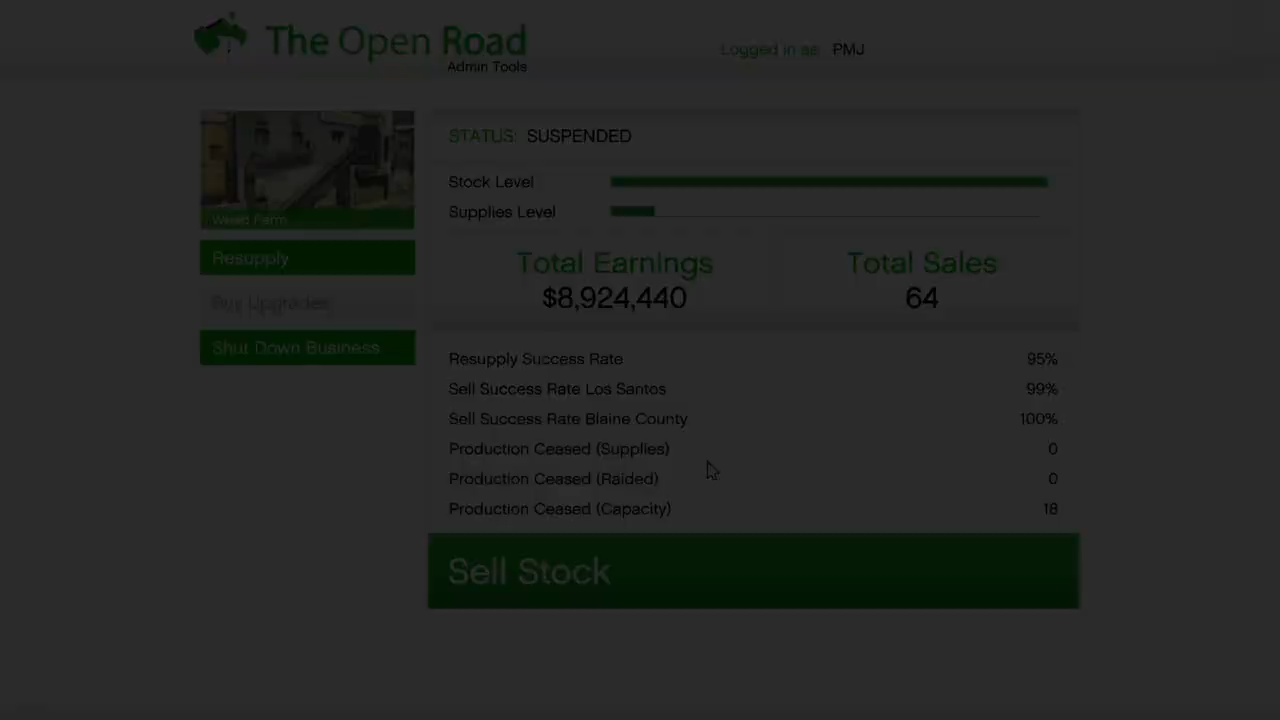 The Open Road
Admin Tools
Logged in as: PMJ
Weed Farm
Resupply
Buy Upgrades
Shut Down Business
STATUS: SUSPENDED
Stock Level
Supplies Level
Total Earnings
$8,924,440
Total Sales
64
Resupply Success Rate 95%
Sell Success Rate Los Santos 99%
Sell Success Rate Blaine County 100%
Production Ceased (Supplies) 0
Production Ceased (Raided) 0
Production Ceased (Capacity) 18
Sell Stock